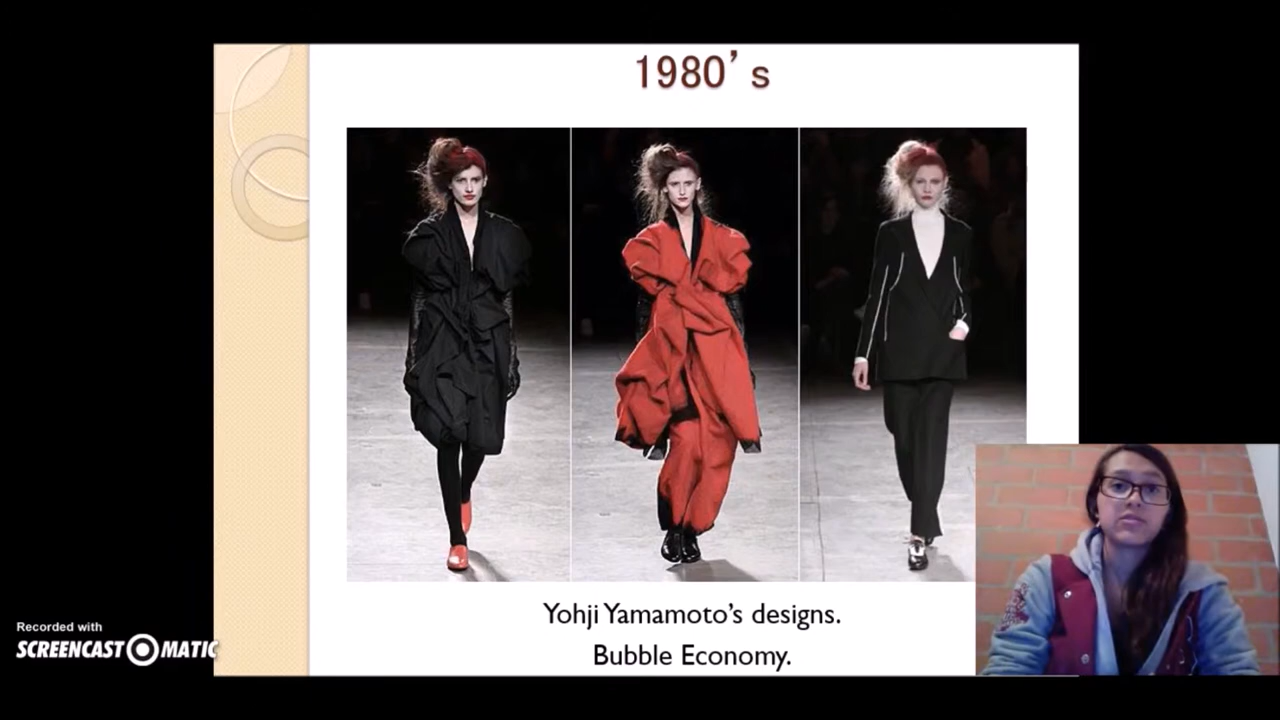 1980's
Yohji Yamamoto's designs.
Bubble Economy.
Recorded with
SCREENCAST MATIC